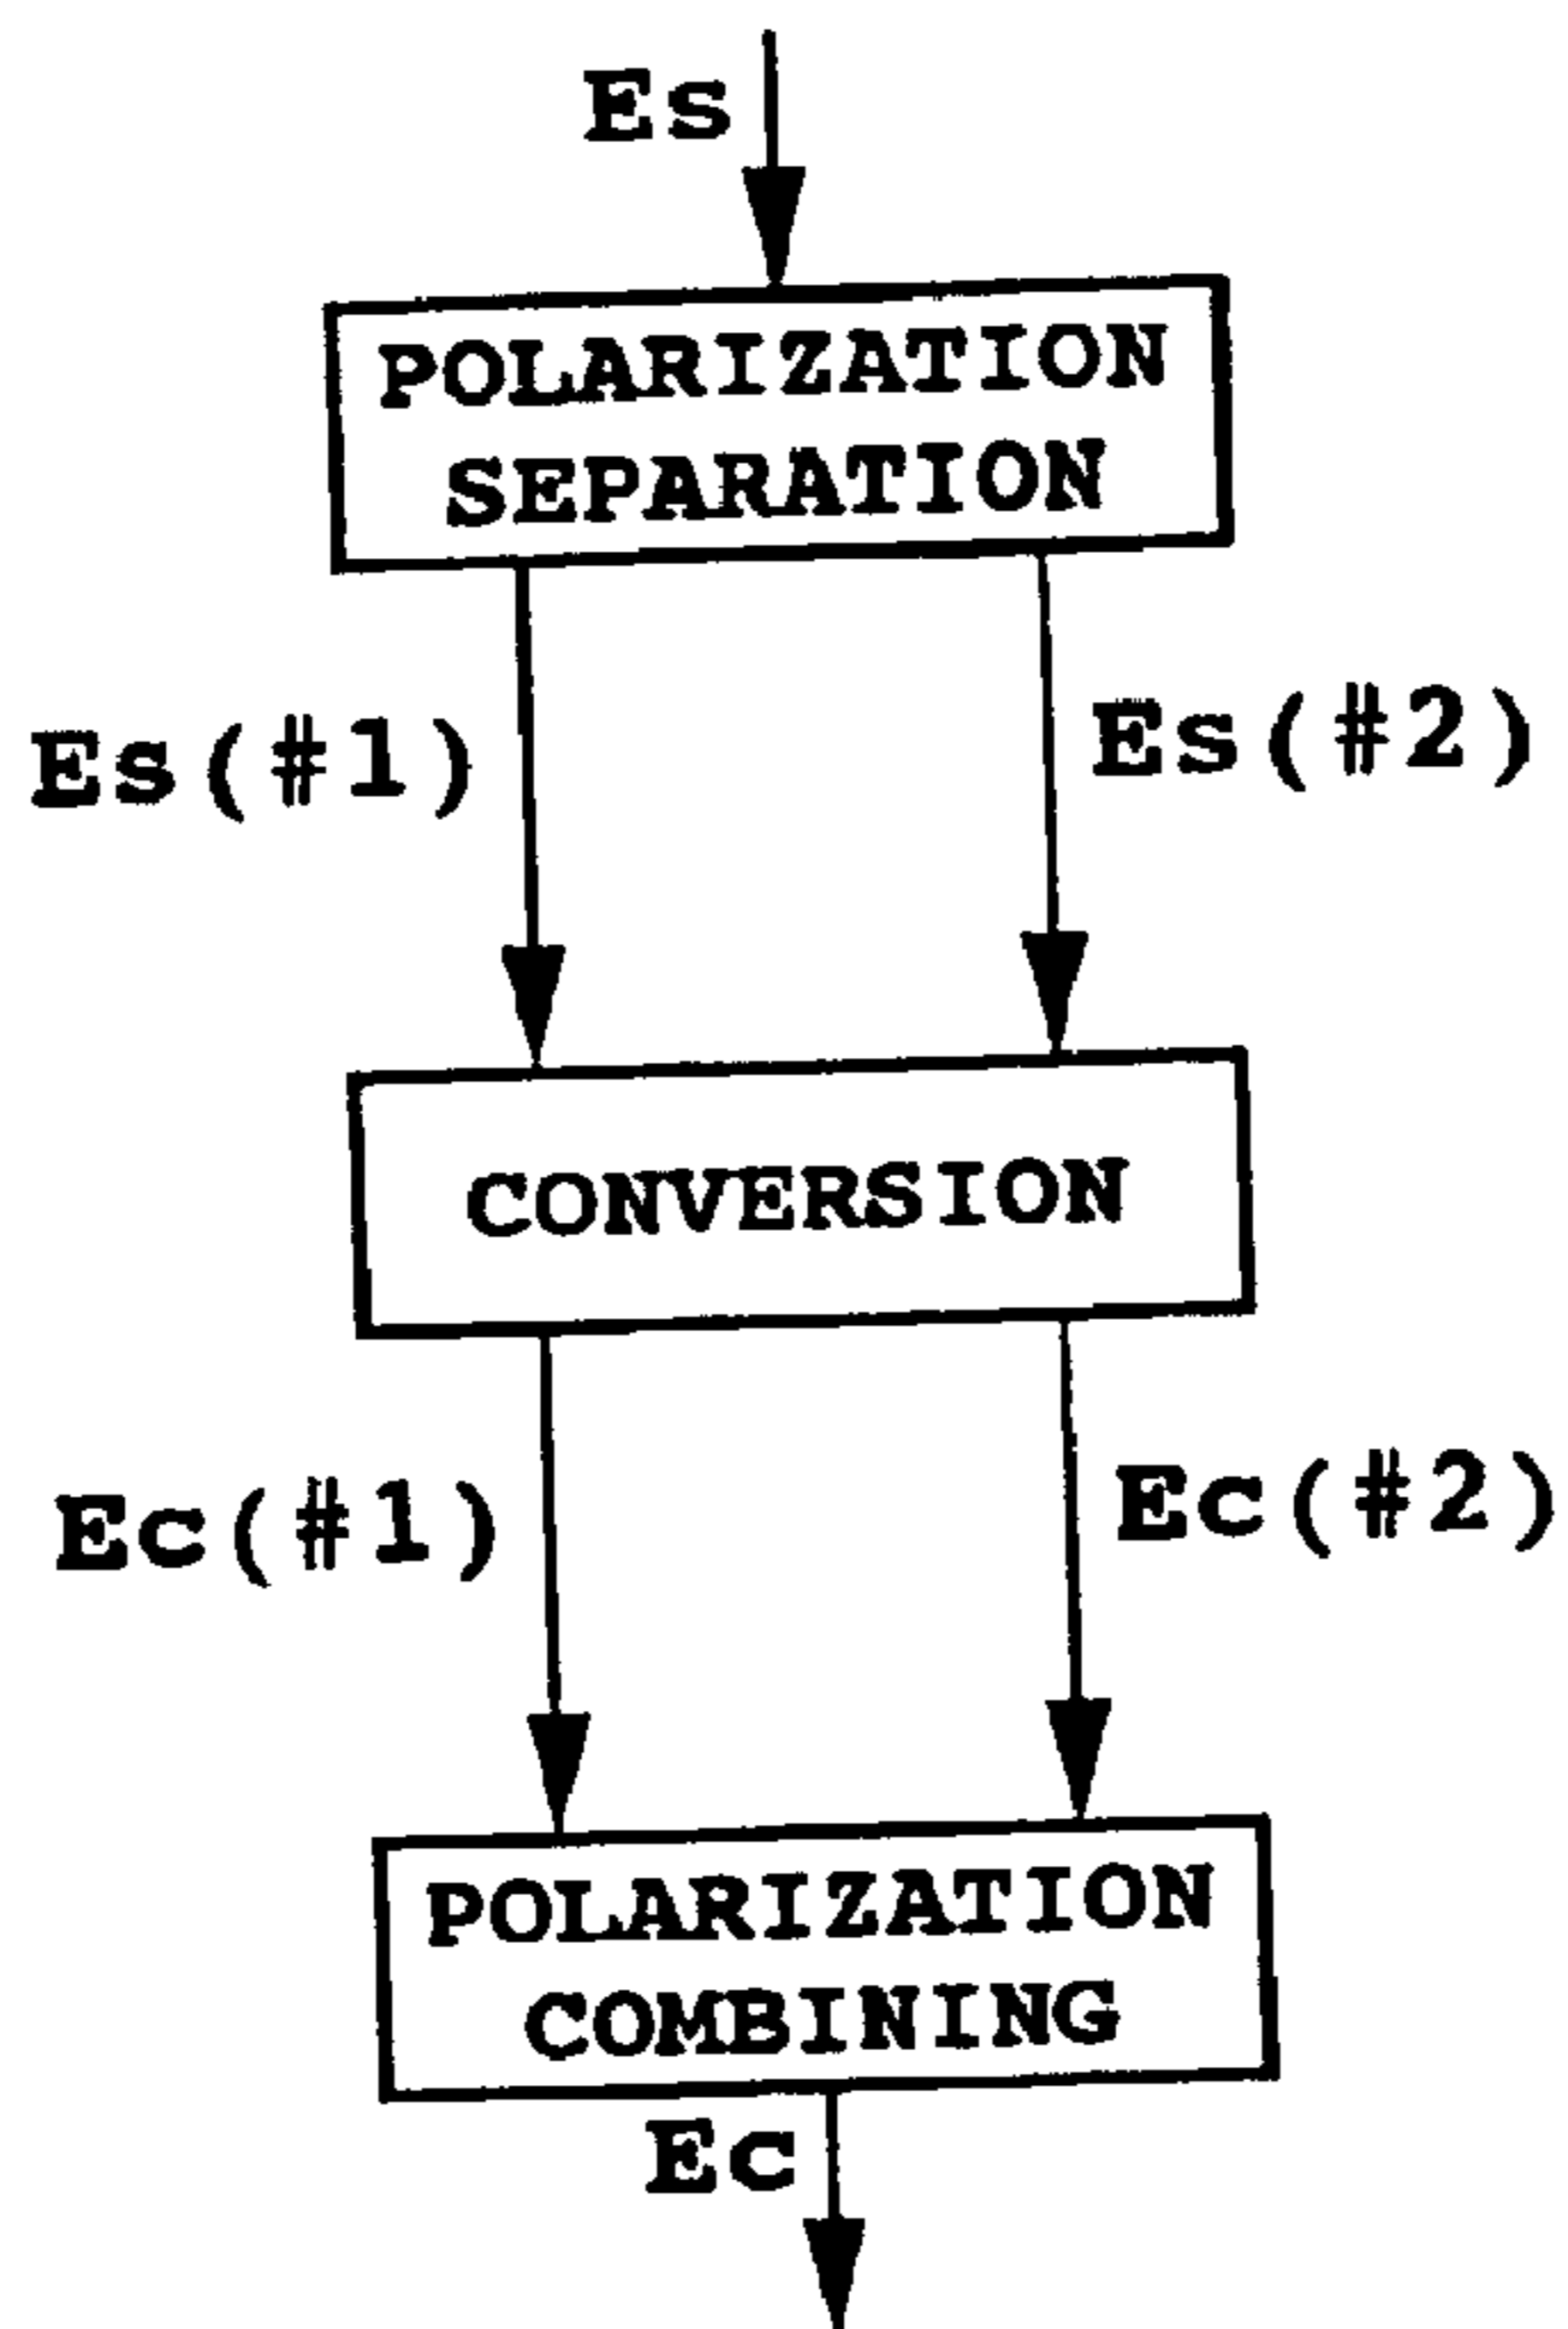 Es
POLARIZATION
SEPARATION
Es(#1)
Es(#2)
CONVERSION
Ec(#1)
Ec(#2)
POLARIZATION
COMBINING
Ec